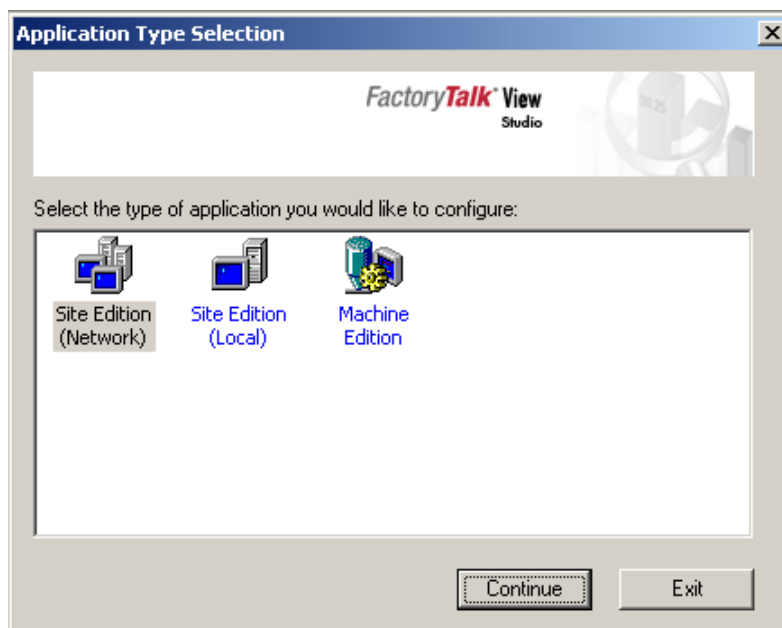 Application Type Selection
FactoryTalk View
Studio
Select the type of application you would like to configure:
Site Edition
(Network)
Site Edition
(Local)
Machine
Edition
Continue
Exit